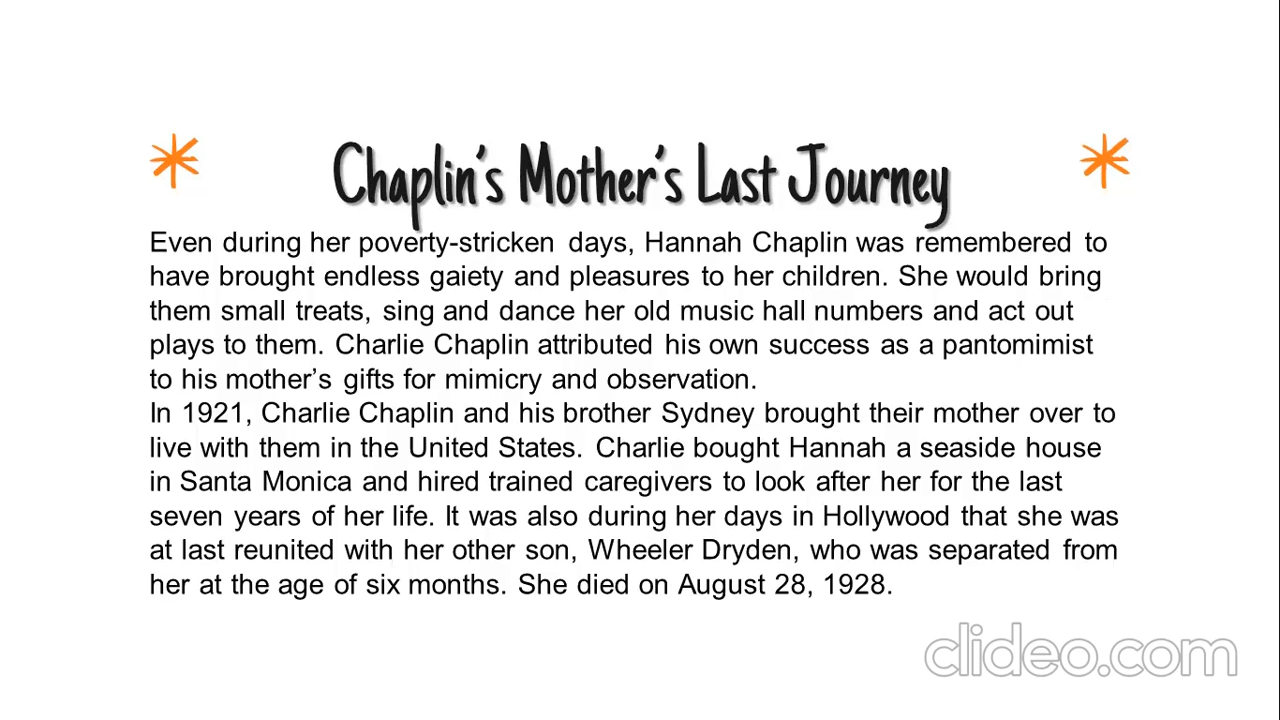 Chaplin's Mother's Last Journey
Even during her poverty-stricken days, Hannah Chaplin was remembered to
have brought endless gaiety and pleasures to her children. She would bring
them small treats, sing and dance her old music hall numbers and act out
plays to them. Charlie Chaplin attributed his own success as a pantomimist
to his mother’s gifts for mimicry and observation.
In 1921, Charlie Chaplin and his brother Sydney brought their mother over to
live with them in the United States. Charlie bought Hannah a seaside house
in Santa Monica and hired trained caregivers to look after her for the last
seven years of her life. It was also during her days in Hollywood that she was
at last reunited with her other son, Wheeler Dryden, who was separated from
her at the age of six months. She died on August 28, 1928.
clideo.com